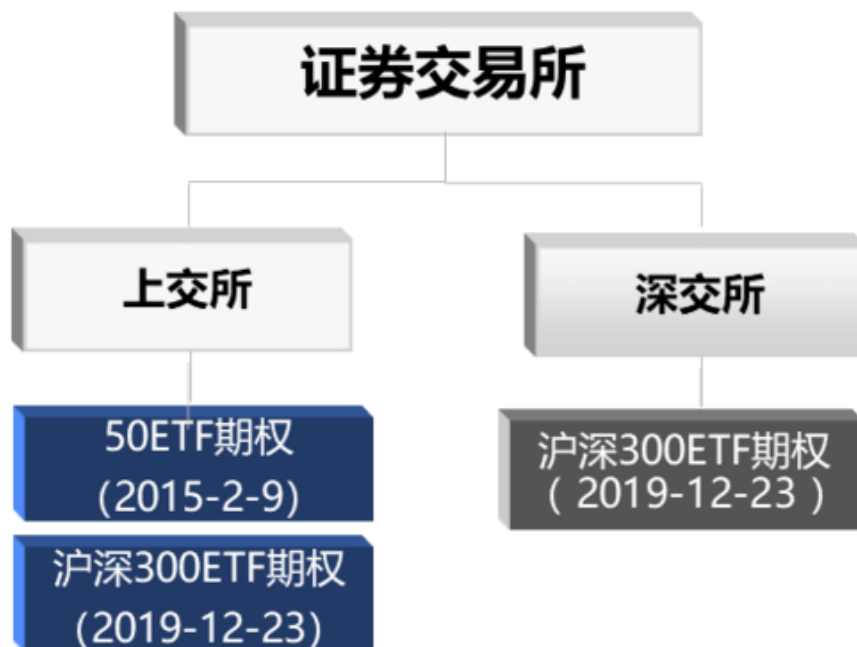 证券交易所
上交所
深交所
50ETF期权
（2015-2-9）
沪深300ETF期权
（2019-12-23）
沪深300ETF期权
（ 2019-12-23 ）